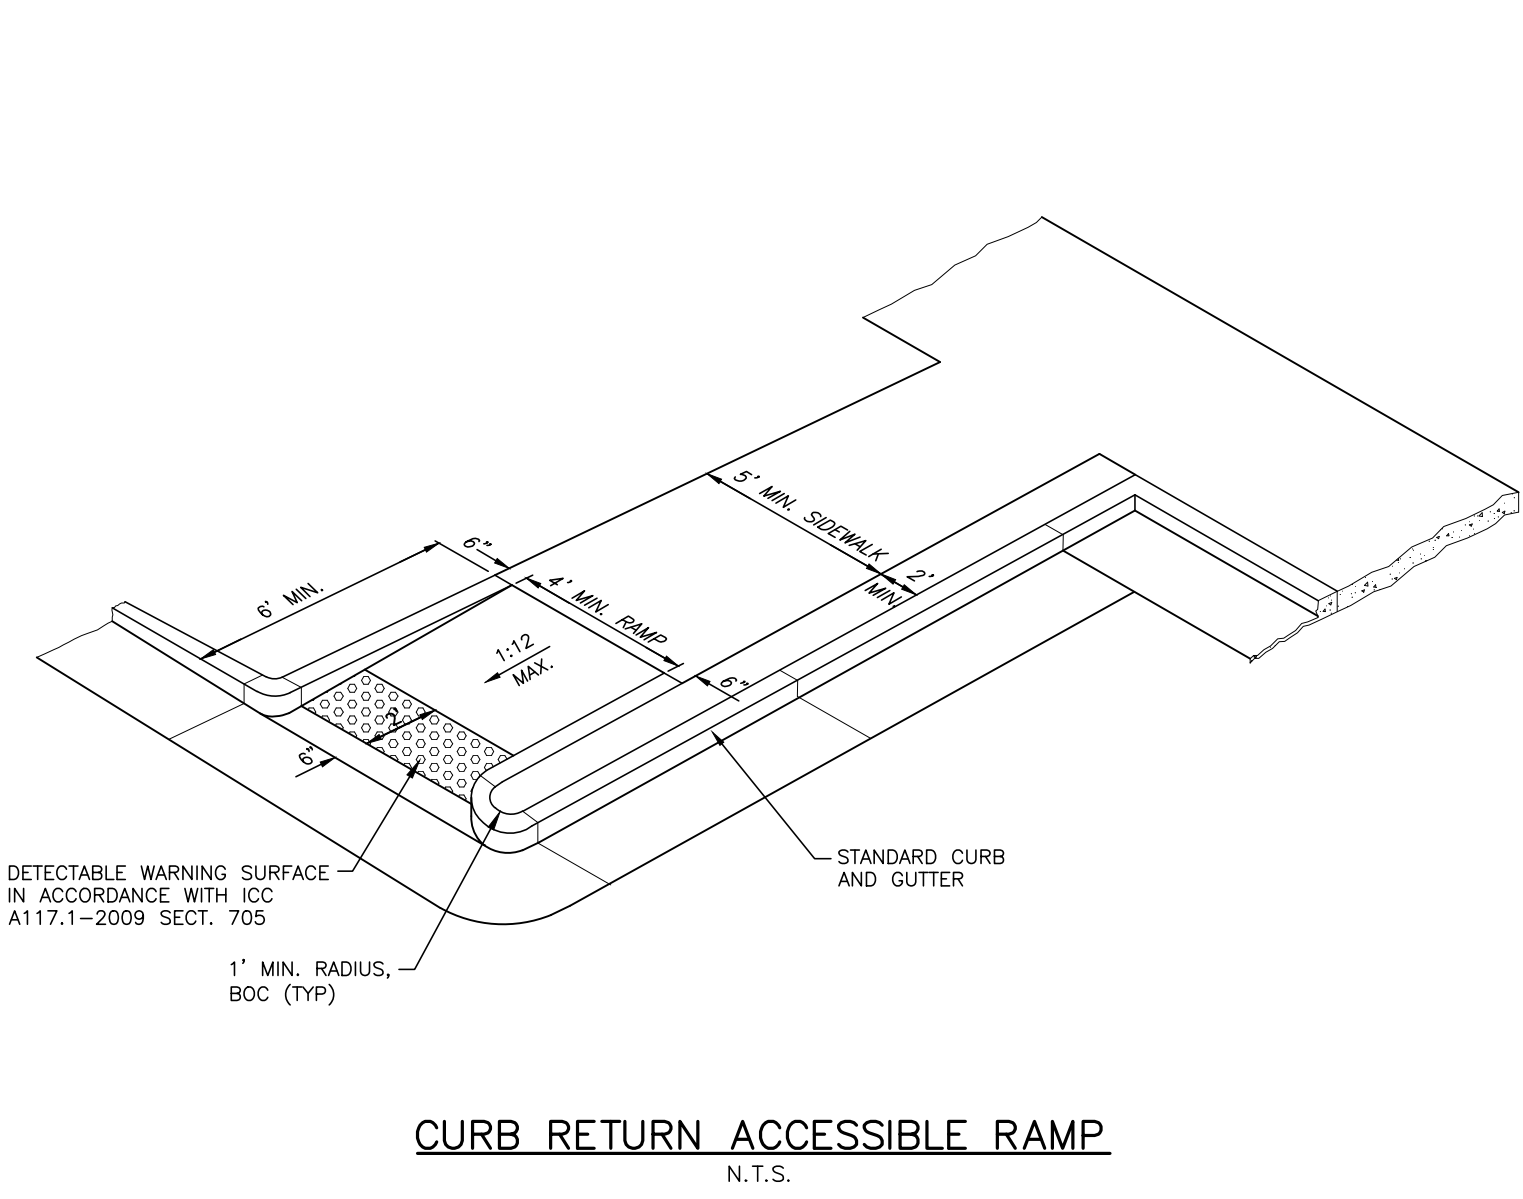 5' MIN. SIDEWALK
2'
MIN.
6"
6' MIN.
4' MIN. RAMP
1:12
MAX.
6"
2'
6"
DETECTABLE WARNING SURFACE
IN ACCORDANCE WITH ICC
A117.1-2009 SECT. 705
STANDARD CURB
AND GUTTER
1' MIN. RADIUS,
BOC (TYP)
CURB RETURN ACCESSIBLE RAMP
N.T.S.